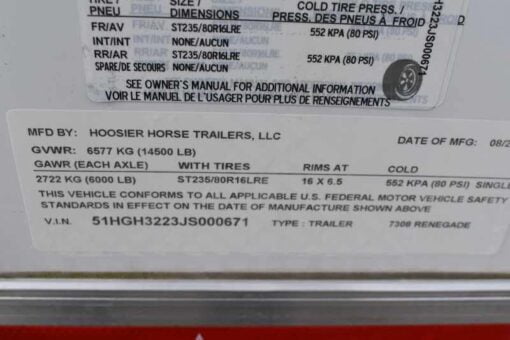 TIRE / SIZE / COLD TIRE PRESS. /
PNEU DIMENSIONS PRESS. DES PNEUS À FROID
FR/AV ST235/80R16LRE 552 KPA (80 PSI)
INT/INT NONE/AUCUN
RR/AR ST235/80R16LRE 552 KPA (80 PSI)
SPARE/DE SECOURS NONE/AUCUN
SEE OWNER'S MANUAL FOR ADDITIONAL INFORMATION
VOIR LE MANUEL DE L'USAGER POUR PLUS DE RENSEIGNEMENTS
H3223JS000671
MFD BY: HOOSIER HORSE TRAILERS, LLC DATE OF MFG: 08/2
GVWR: 6577 KG (14500 LB)
GAWR (EACH AXLE) WITH TIRES RIMS AT COLD
2722 KG (6000 LB) ST235/80R16LRE 16 X 6.5 552 KPA (80 PSI) SINGL
THIS VEHICLE CONFORMS TO ALL APPLICABLE U.S. FEDERAL MOTOR VEHICLE SAFETY
STANDARDS IN EFFECT ON THE DATE OF MANUFACTURE SHOWN ABOVE
V.I.N. 51HGH3223JS000671 TYPE: TRAILER 7308 RENEGADE